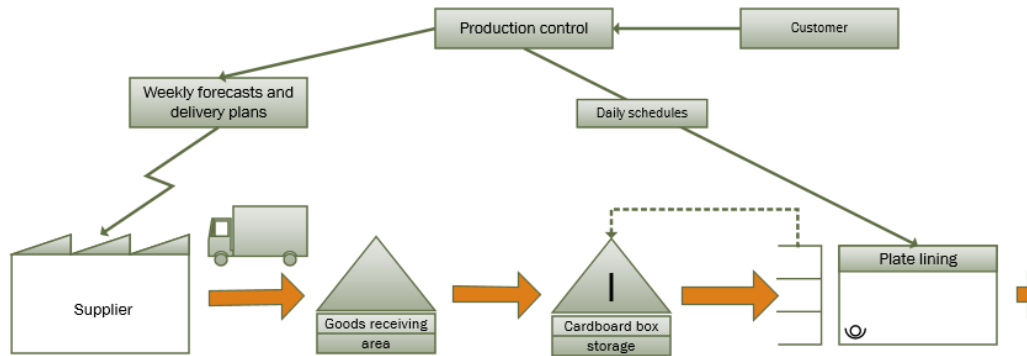 Production control
Customer
Weekly forecasts and
delivery plans
Daily schedules
Supplier
Goods receiving
area
I
Cardboard box
storage
Plate lining